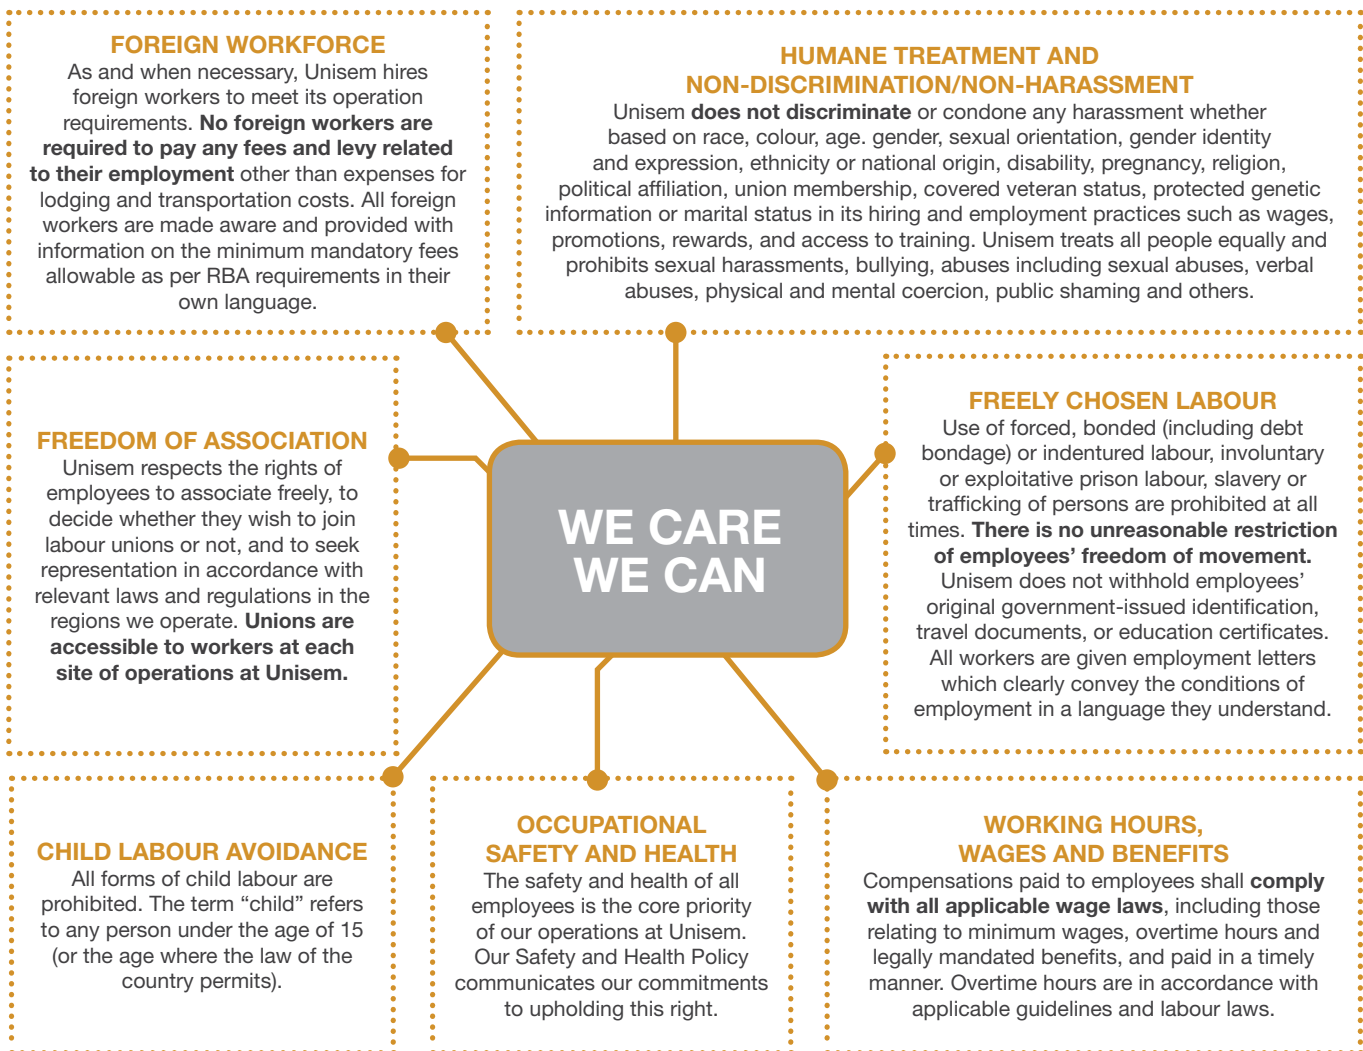 FOREIGN WORKFORCE
As and when necessary, Unisem hires
foreign workers to meet its operation
requirements. No foreign workers are
required to pay any fees and levy related
to their employment other than expenses for
lodging and transportation costs. All foreign
workers are made aware and provided with
information on the minimum mandatory fees
allowable as per RBA requirements in their
own language.
HUMANE TREATMENT AND
NON-DISCRIMINATION/NON-HARASSMENT
Unisem does not discriminate or condone any harassment whether
based on race, colour, age. gender, sexual orientation, gender identity
and expression, ethnicity or national origin, disability, pregnancy, religion,
political affiliation, union membership, covered veteran status, protected genetic
information or marital status in its hiring and employment practices such as wages,
promotions, rewards, and access to training. Unisem treats all people equally and
prohibits sexual harassments, bullying, abuses including sexual abuses, verbal
abuses, physical and mental coercion, public shaming and others.
FREEDOM OF ASSOCIATION
Unisem respects the rights of
employees to associate freely, to
decide whether they wish to join
labour unions or not, and to seek
representation in accordance with
relevant laws and regulations in the
regions we operate. Unions are
accessible to workers at each
site of operations at Unisem.
WE CARE
WE CAN
FREELY CHOSEN LABOUR
Use of forced, bonded (including debt
bondage) or indentured labour, involuntary
or exploitative prison labour, slavery or
trafficking of persons are prohibited at all
times. There is no unreasonable restriction
of employees’ freedom of movement.
Unisem does not withhold employees’
original government-issued identification,
travel documents, or education certificates.
All workers are given employment letters
which clearly convey the conditions of
employment in a language they understand.
CHILD LABOUR AVOIDANCE
All forms of child labour are
prohibited. The term “child” refers
to any person under the age of 15
(or the age where the law of the
country permits).
OCCUPATIONAL
SAFETY AND HEALTH
The safety and health of all
employees is the core priority
of our operations at Unisem.
Our Safety and Health Policy
communicates our commitments
to upholding this right.
WORKING HOURS,
WAGES AND BENEFITS
Compensations paid to employees shall comply
with all applicable wage laws, including those
relating to minimum wages, overtime hours and
legally mandated benefits, and paid in a timely
manner. Overtime hours are in accordance with
applicable guidelines and labour laws.